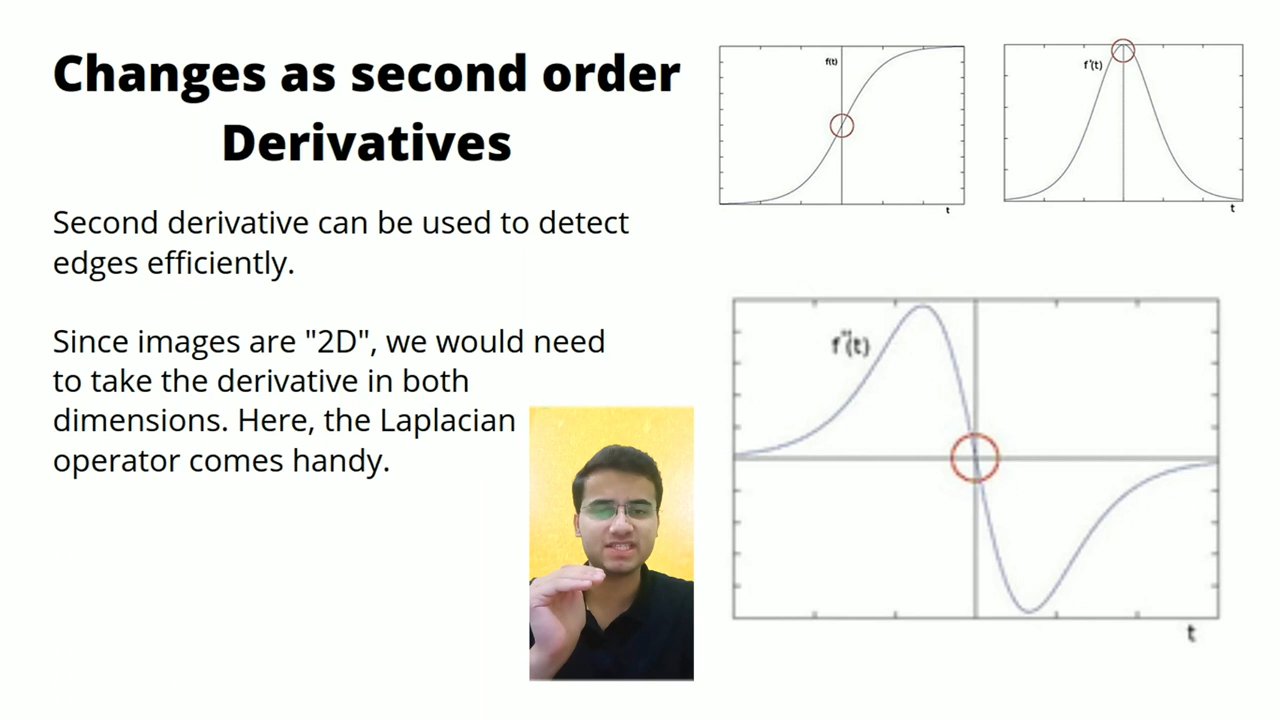 Changes as second order
Derivatives
Second derivative can be used to detect
edges efficiently.
Since images are "2D", we would need
to take the derivative in both
dimensions. Here, the Laplacian
operator comes handy.
f(t)
t
f'(t)
t
f''(t)
t